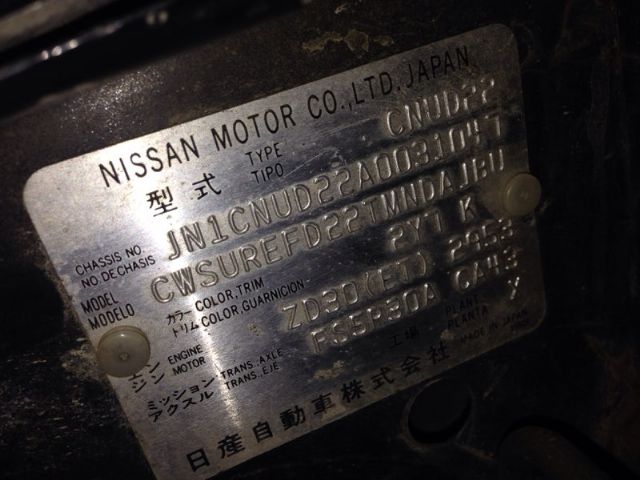 NISSAN MOTOR CO.,LTD. JAPAN
型式 TYPE TIPO CNUD22
CHASSIS NO. NO. DECHASIS JN1CNUD22A0031047
MODEL MODELO CWSUREFD22TMNDAJBU
カラー トリム COLOR,TRIM COLOR,GUARNICION 2Y1 K
エンジン ENGINE MOTOR ZD30(ET) 2953
ミッション アクスル TRANS.,AXLE TRANS.,EJE FS5R30A CA43
工場 PLANT PLANTA Y
日産自動車株式会社 MADE IN JAPAN